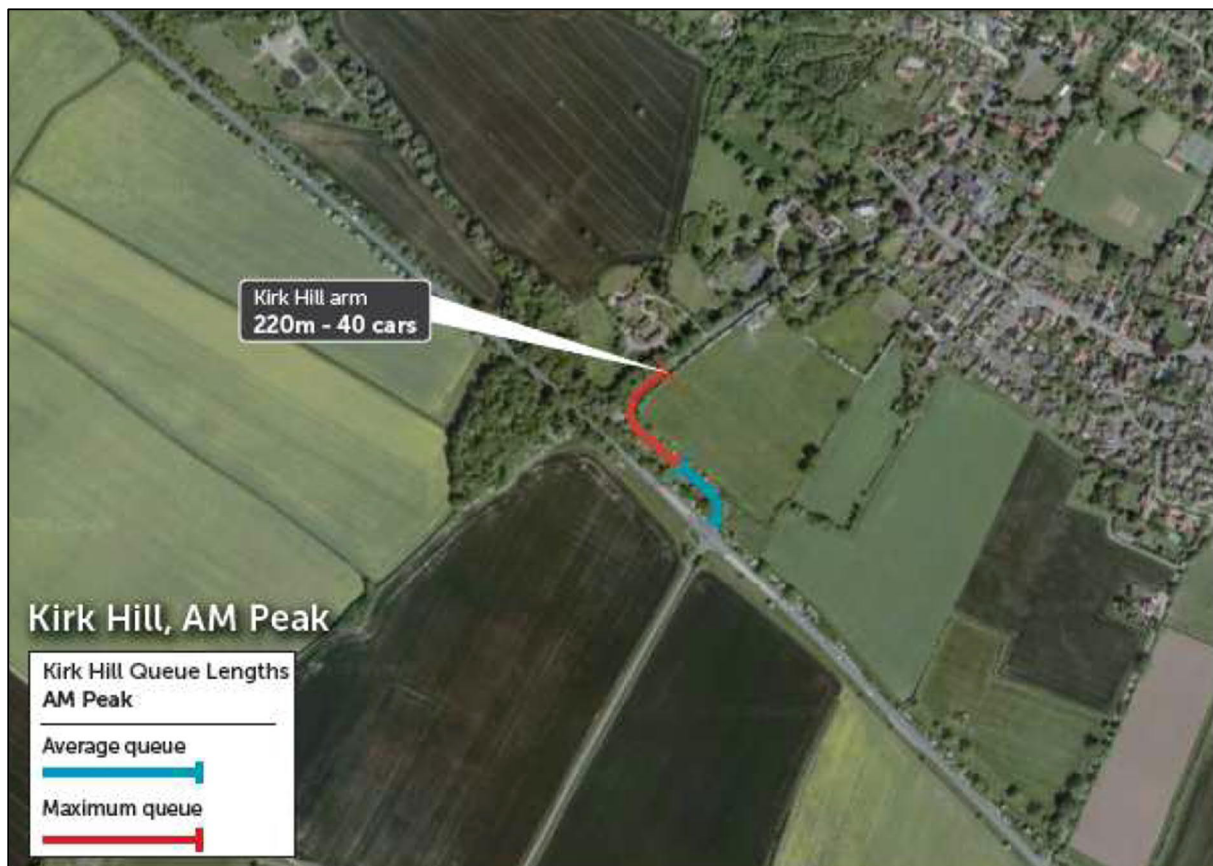 Kirk Hill arm
220m - 40 cars
Kirk Hill, AM Peak
Kirk Hill Queue Lengths
AM Peak
Average queue
Maximum queue